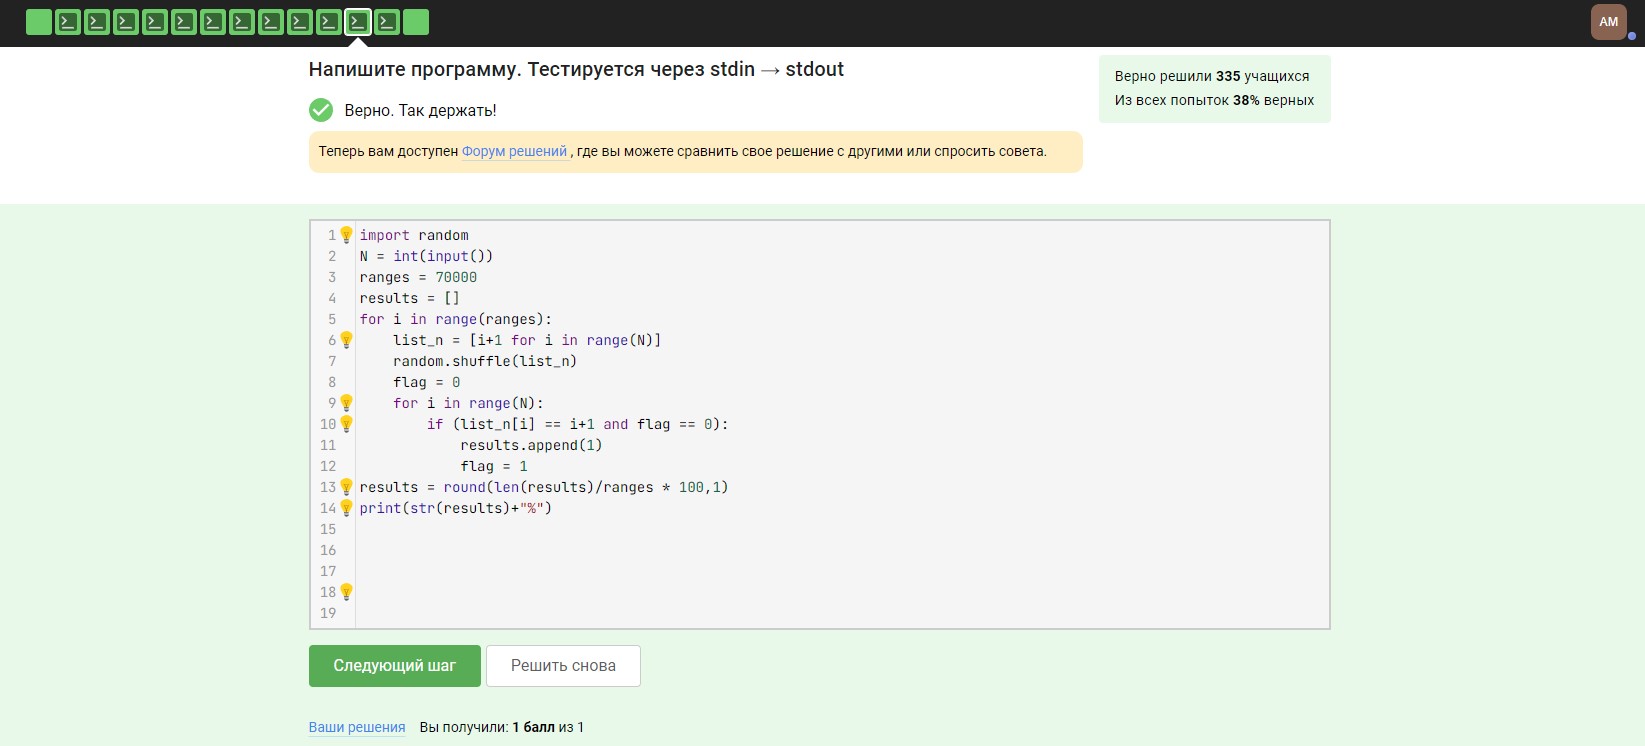 AM
Напишите программу. Тестируется через stdin → stdout
Верно решили 335 учащихся
Из всех попыток 38% верных
Верно. Так держать!
Теперь вам доступен Форум решений , где вы можете сравнить свое решение с другими или спросить совета.
1 import random
2 N = int(input())
3 ranges = 70000
4 results = []
5 for i in range(ranges):
6     list_n = [i+1 for i in range(N)]
7     random.shuffle(list_n)
8     flag = 0
9     for i in range(N):
10         if (list_n[i] == i+1 and flag == 0):
11             results.append(1)
12             flag = 1
13 results = round(len(results)/ranges * 100,1)
14 print(str(results)+"%")
15
16
17
18
19
Следующий шаг
Решить снова
Ваши решения Вы получили: 1 балл из 1